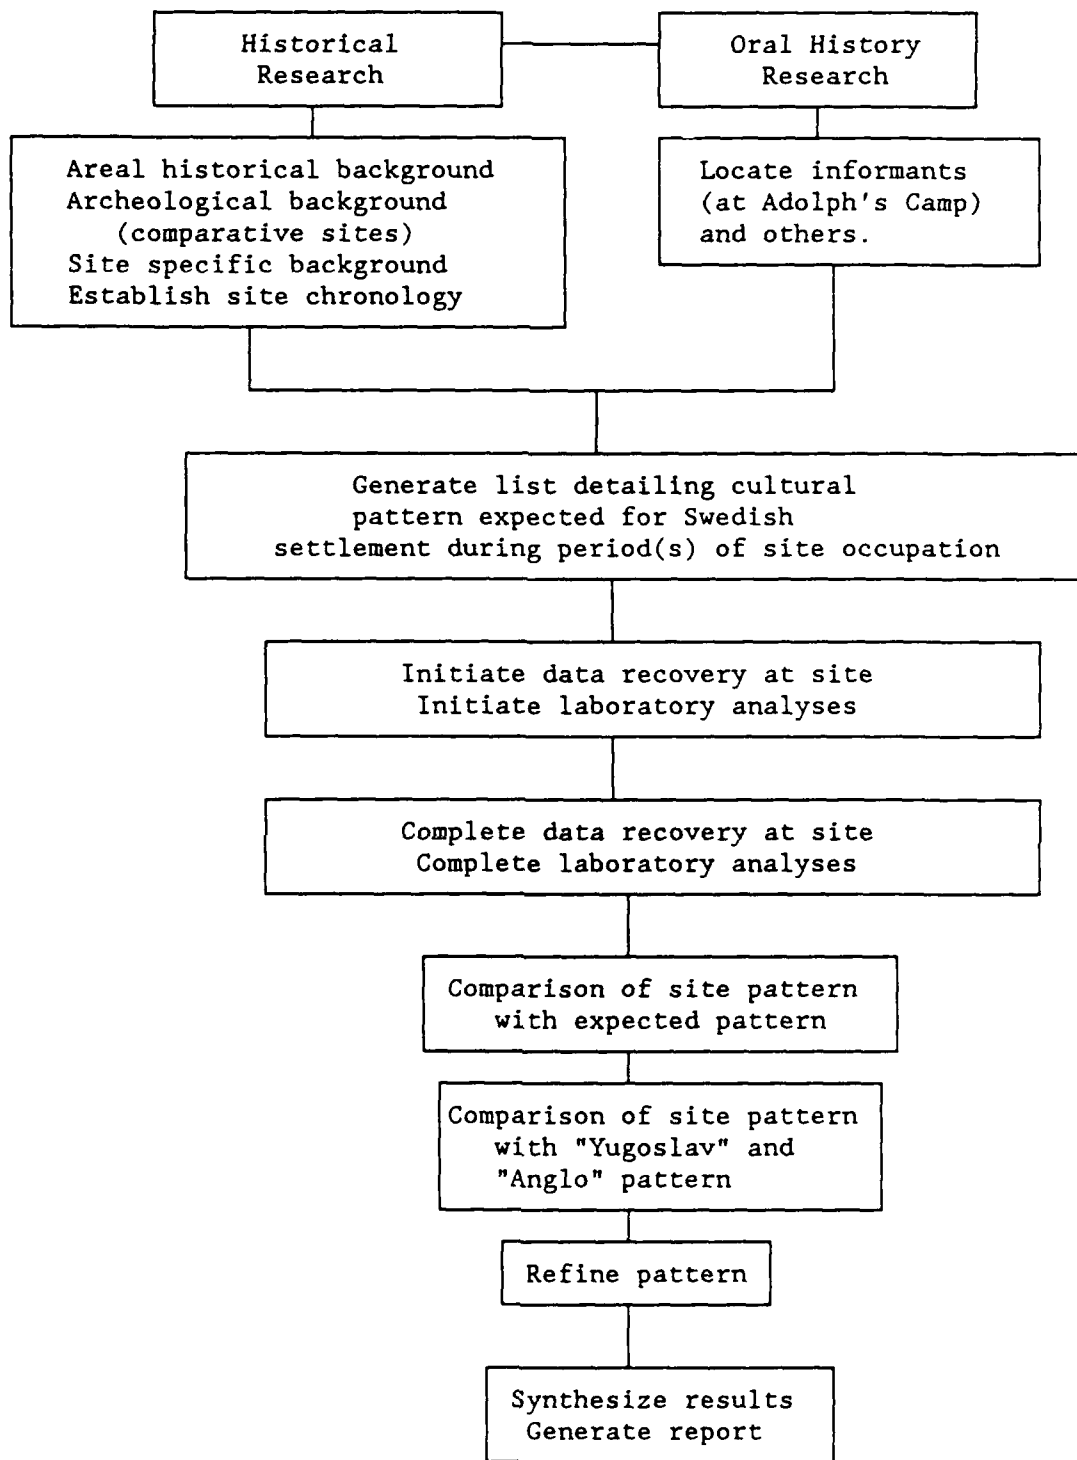 Historical
Research
Oral History
Research
Areal historical background
Archeological background
(comparative sites)
Site specific background
Establish site chronology
Locate informants
(at Adolph's Camp)
and others.
Generate list detailing cultural
pattern expected for Swedish
settlement during period(s) of site occupation
Initiate data recovery at site
Initiate laboratory analyses
Complete data recovery at site
Complete laboratory analyses
Comparison of site pattern
with expected pattern
Comparison of site pattern
with "Yugoslav" and
"Anglo" pattern
Refine pattern
Synthesize results
Generate report